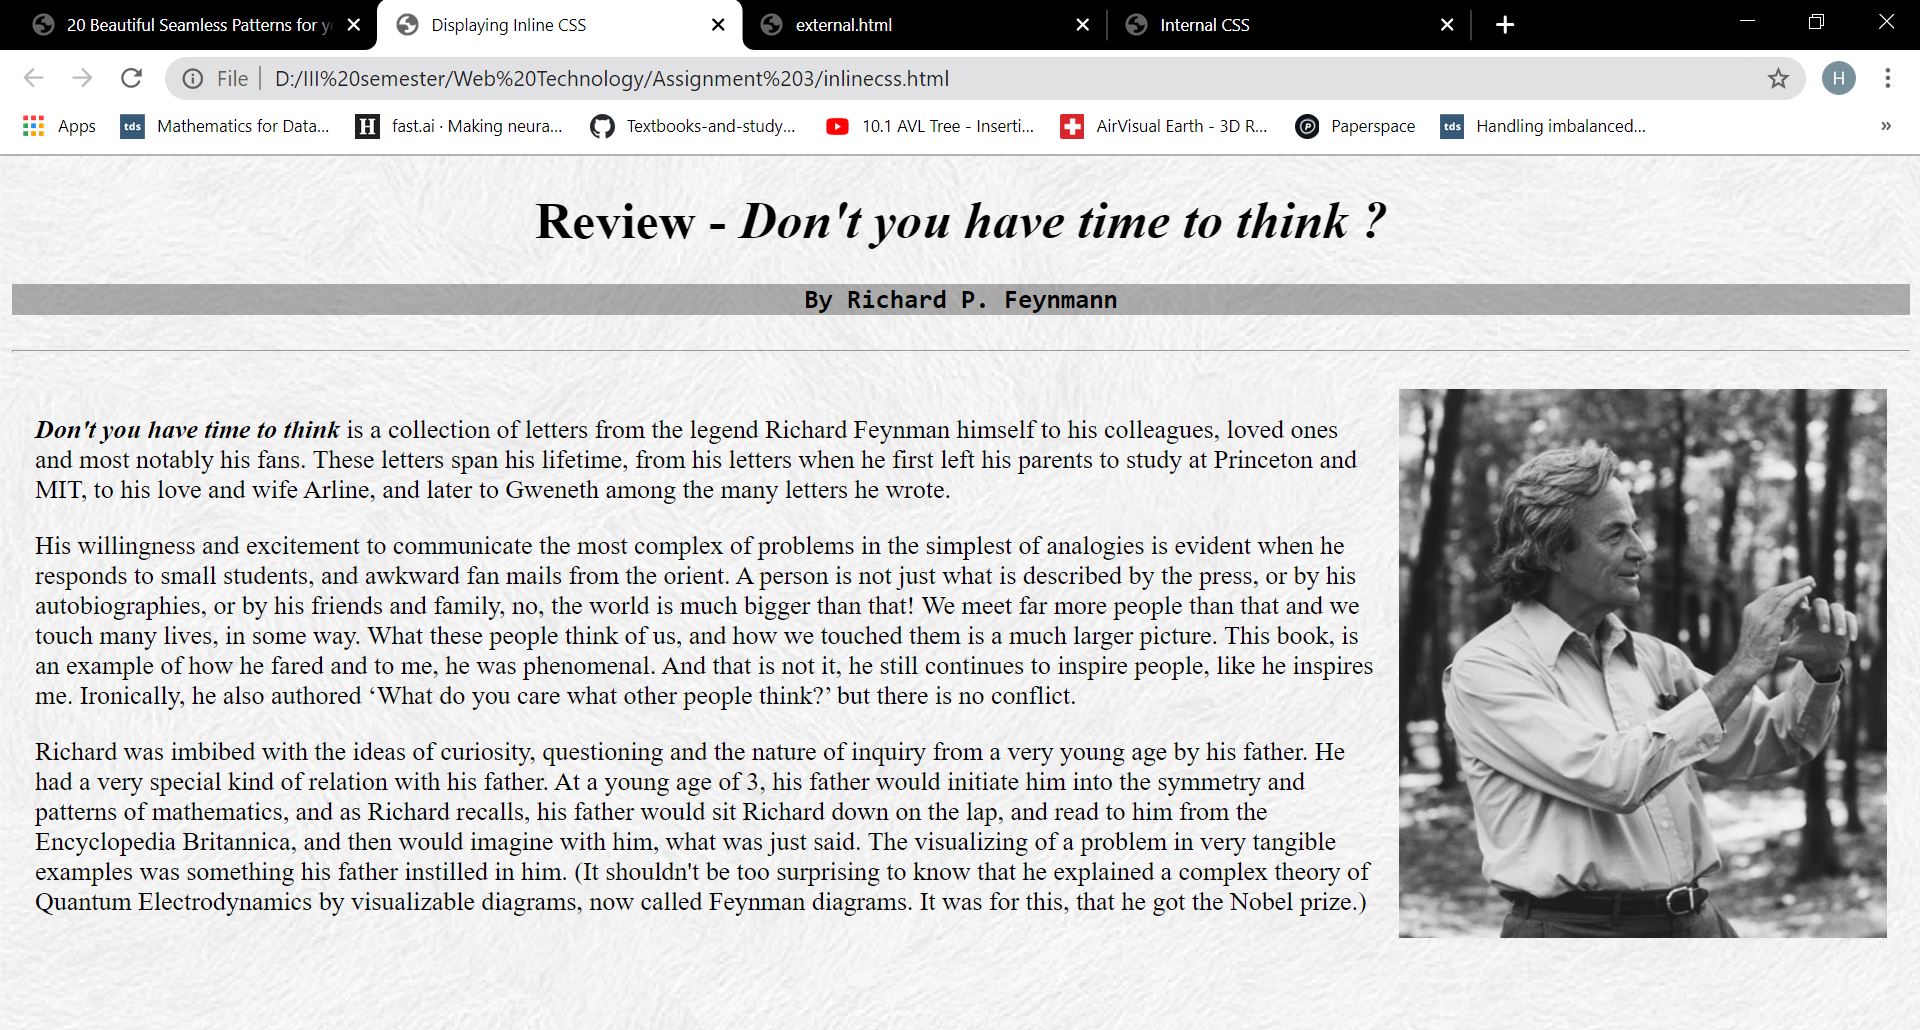 20 Beautiful Seamless Patterns for y
Displaying Inline CSS
external.html
Internal CSS
File
D:/III%20semester/Web%20Technology/Assignment%203/inlinecss.html
H
Apps
tds Mathematics for Data...
H fast.ai · Making neura...
Textbooks-and-study...
10.1 AVL Tree - Inserti...
AirVisual Earth - 3D R...
P Paperspace
tds Handling imbalanced...
»
Review - Don't you have time to think ?
By Richard P. Feynmann
Don't you have time to think is a collection of letters from the legend Richard Feynman himself to his colleagues, loved ones
and most notably his fans. These letters span his lifetime, from his letters when he first left his parents to study at Princeton and
MIT, to his love and wife Arline, and later to Gweneth among the many letters he wrote.
His willingness and excitement to communicate the most complex of problems in the simplest of analogies is evident when he
responds to small students, and awkward fan mails from the orient. A person is not just what is described by the press, or by his
autobiographies, or by his friends and family, no, the world is much bigger than that! We meet far more people than that and we
touch many lives, in some way. What these people think of us, and how we touched them is a much larger picture. This book, is
an example of how he fared and to me, he was phenomenal. And that is not it, he still continues to inspire people, like he inspires
me. Ironically, he also authored ‘What do you care what other people think?’ but there is no conflict.
Richard was imbibed with the ideas of curiosity, questioning and the nature of inquiry from a very young age by his father. He
had a very special kind of relation with his father. At a young age of 3, his father would initiate him into the symmetry and
patterns of mathematics, and as Richard recalls, his father would sit Richard down on the lap, and read to him from the
Encyclopedia Britannica, and then would imagine with him, what was just said. The visualizing of a problem in very tangible
examples was something his father instilled in him. (It shouldn't be too surprising to know that he explained a complex theory of
Quantum Electrodynamics by visualizable diagrams, now called Feynman diagrams. It was for this, that he got the Nobel prize.)